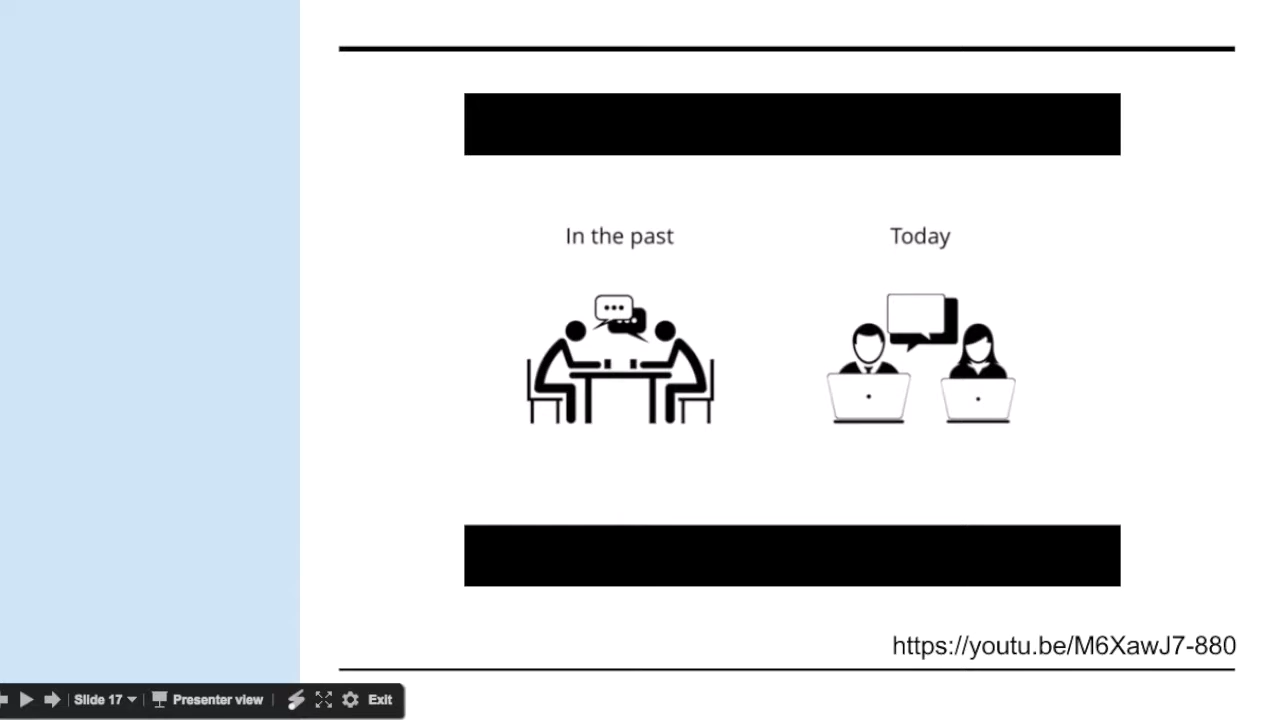 In the past
Today
https://youtu.be/M6XawJ7-880
Slide 17
Presenter view
Exit